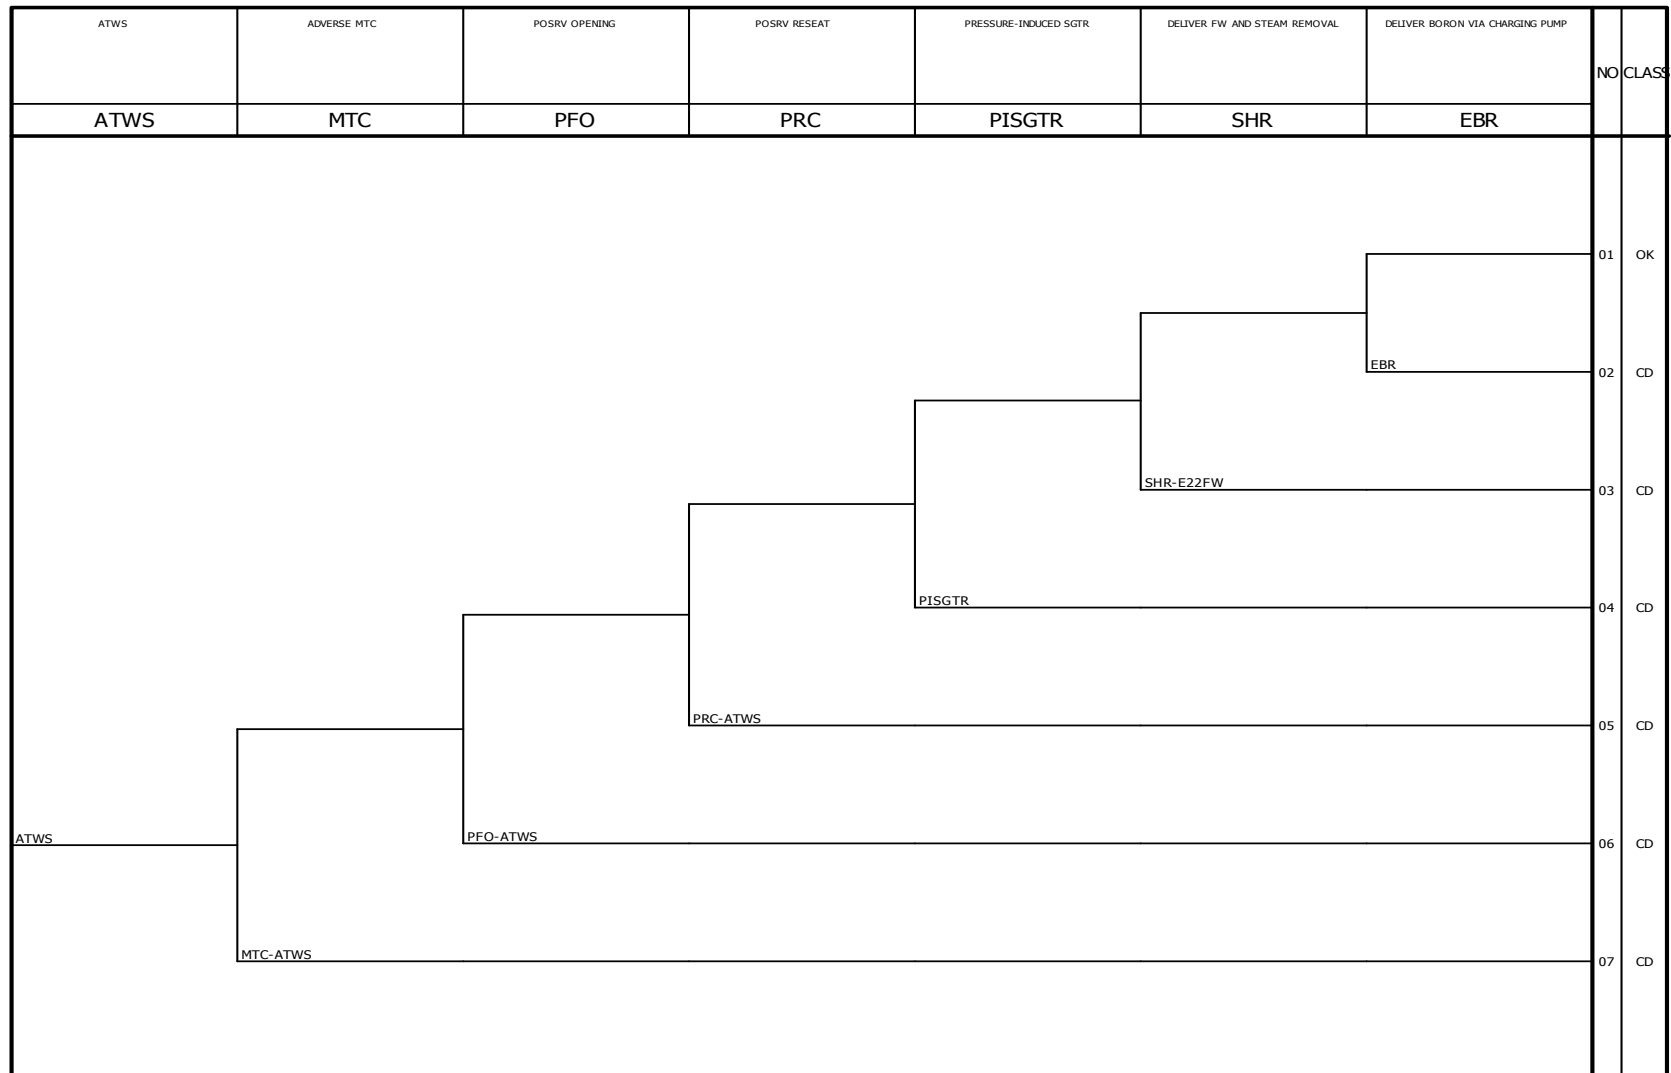 ATWS
ADVERSE MTC
POSRV OPENING
POSRV RESEAT
PRESSURE-INDUCED SGTR
DELIVER FW AND STEAM REMOVAL
DELIVER BORON VIA CHARGING PUMP
NO
CLASS
ATWS
MTC
PFO
PRC
PISGTR
SHR
EBR
01
OK
EBR
02
CD
SHR-E22FW
03
CD
PISGTR
04
CD
PRC-ATWS
05
CD
ATWS
PFO-ATWS
06
CD
MTC-ATWS
07
CD